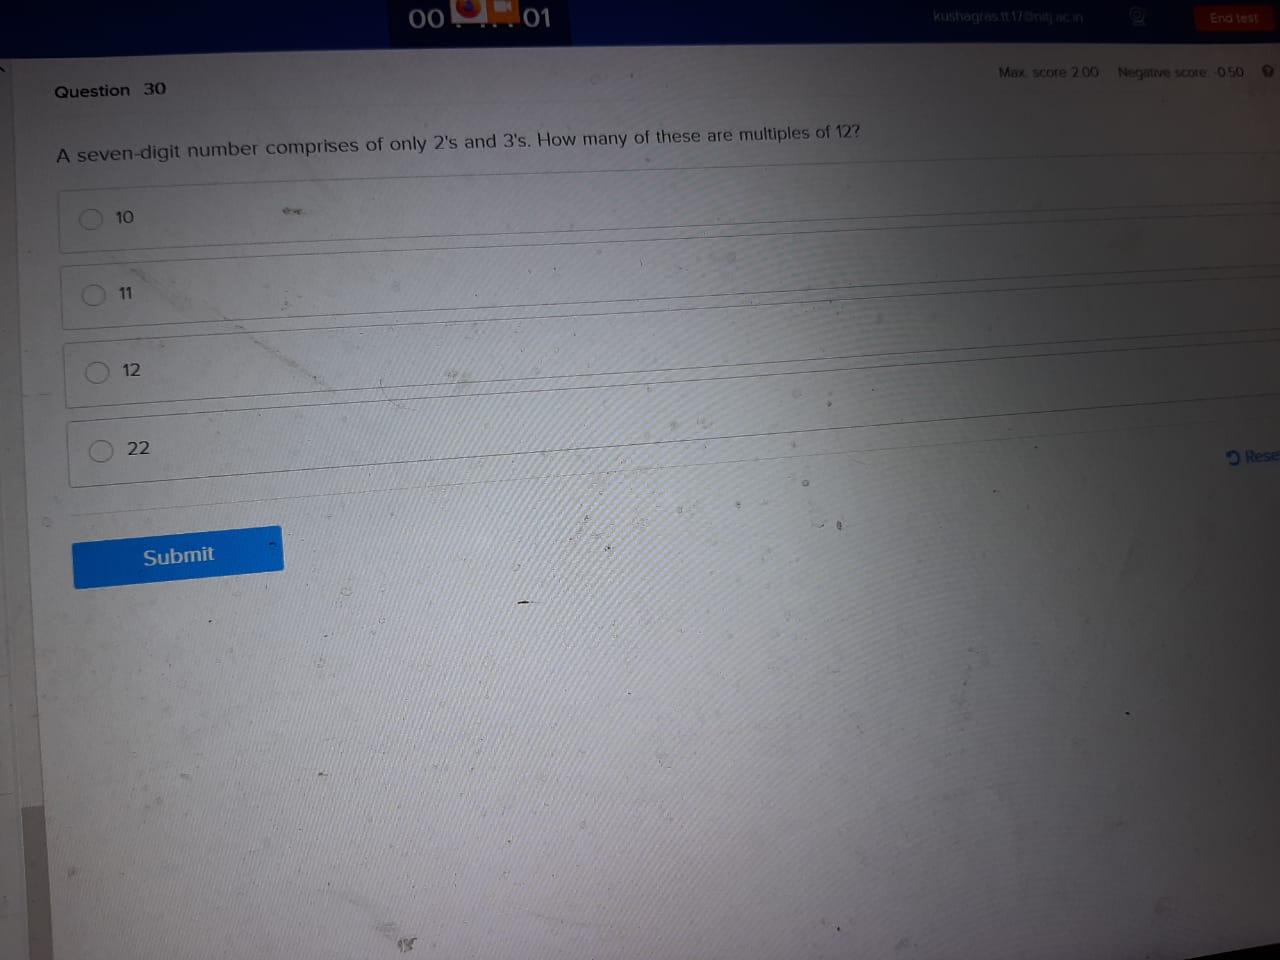 00 01
kushagras.tt.17@nitj.ac.in
End test
Question 30
Max. score 2.00 Negative score -0.50
A seven-digit number comprises of only 2's and 3's. How many of these are multiples of 12?
10
11
12
22
Rese
Submit